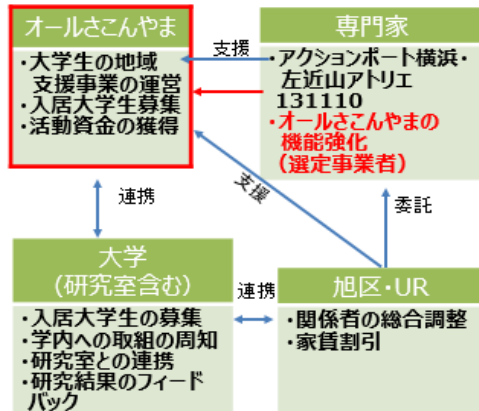 オールさこんやま
・大学生の地域
支援事業の運営
・入居大学生募集
・活動資金の獲得
支援
専門家
・アクションポート横浜・
左近山アトリエ
131110
・オールさこんやまの
機能強化
（選定事業者）
連携
支援
委託
大学
(研究室含む)
・入居大学生の募集
・学内への取組の周知
・研究室との連携
・研究結果のフィード
バック
連携
旭区・UR
・関係者の総合調整
・家賃割引